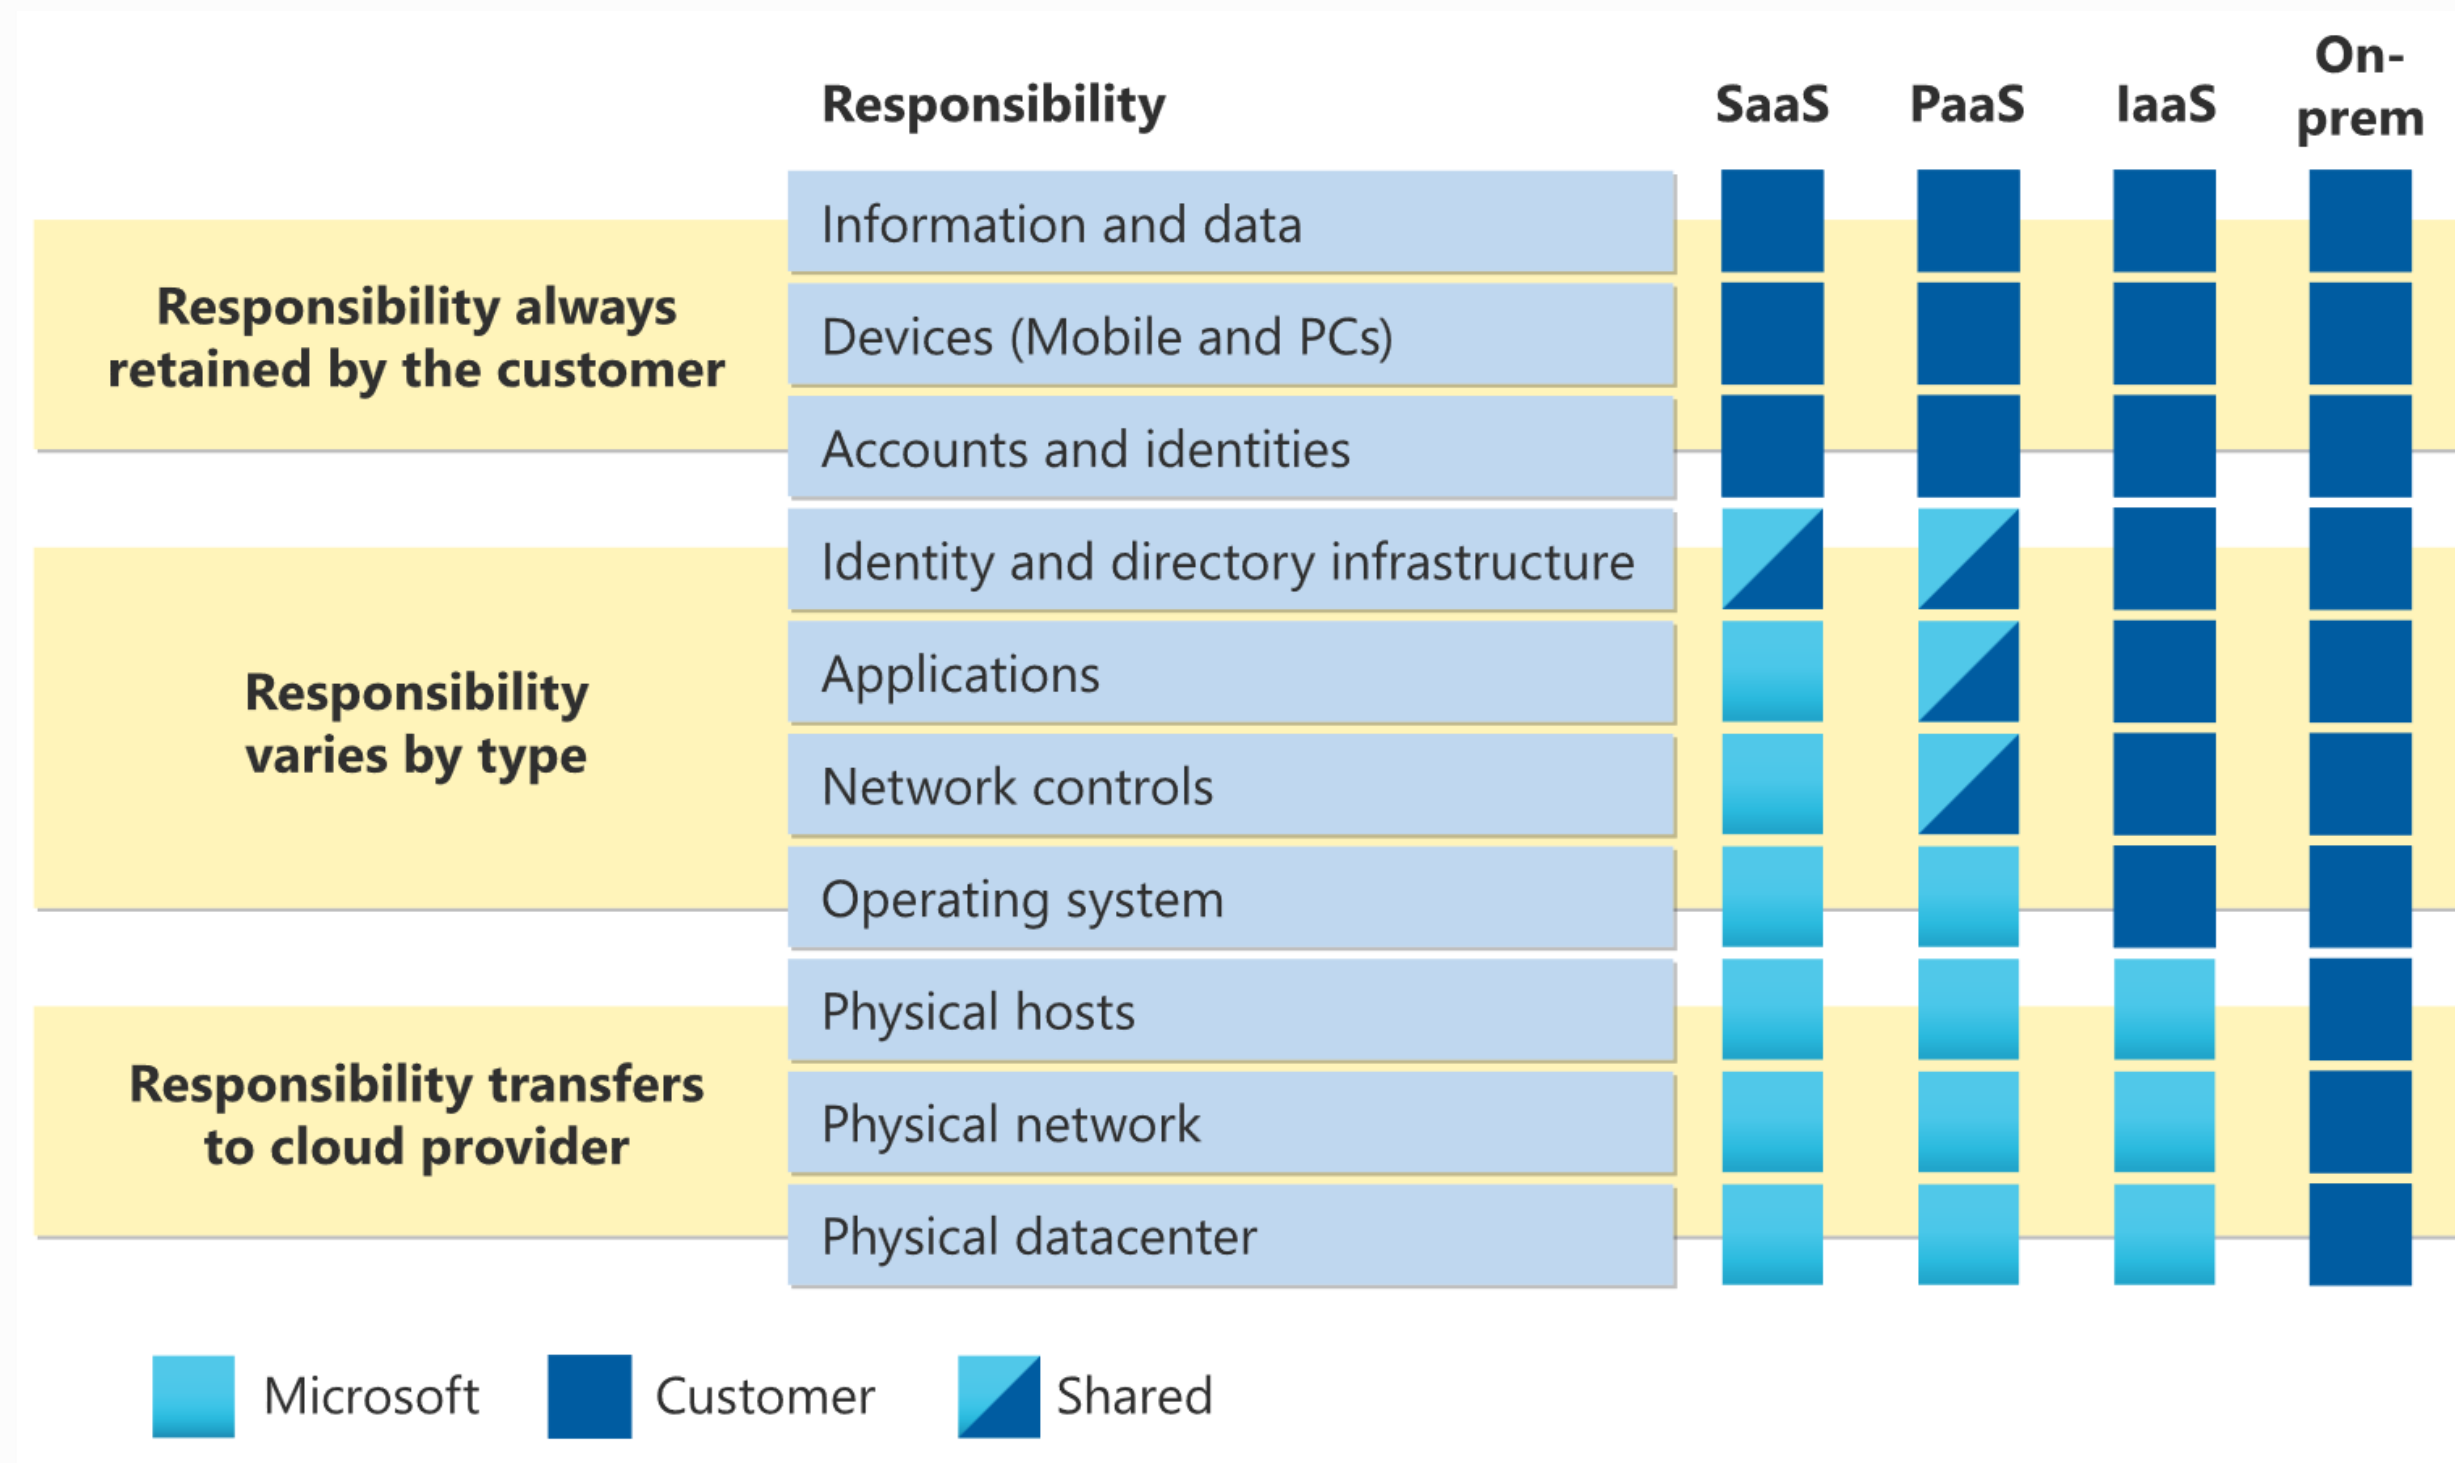 Responsibility
SaaS
PaaS
IaaS
On-
prem
Responsibility always
retained by the customer
Information and data
Devices (Mobile and PCs)
Accounts and identities
Responsibility
varies by type
Identity and directory infrastructure
Applications
Network controls
Operating system
Responsibility transfers
to cloud provider
Physical hosts
Physical network
Physical datacenter
Microsoft
Customer
Shared